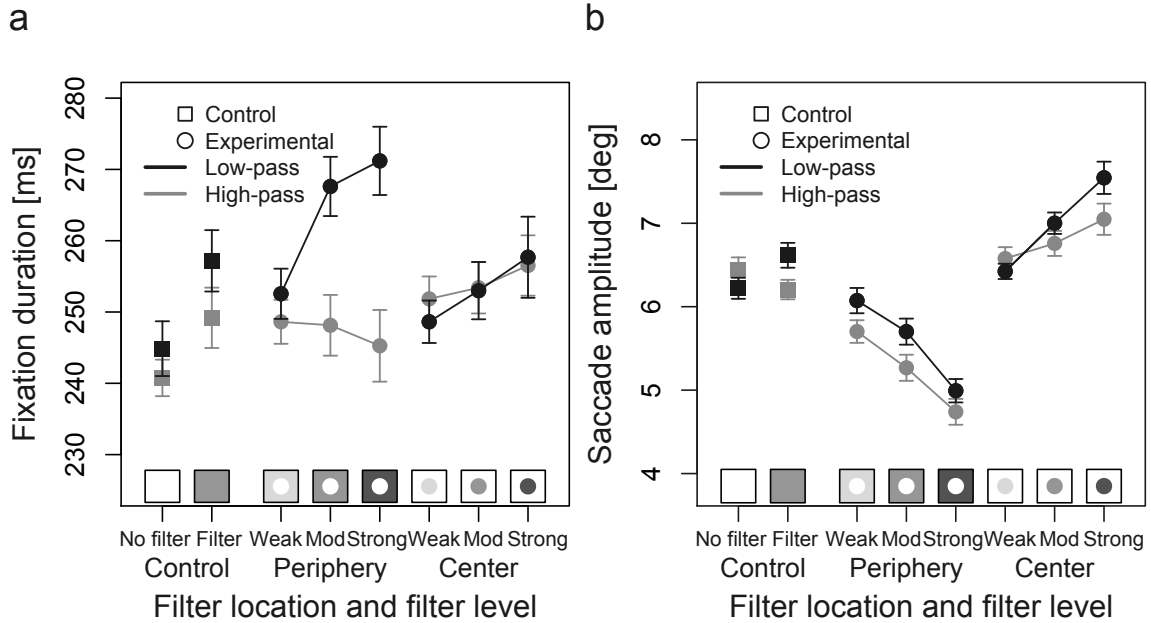 a
Fixation duration [ms]
280
270
260
250
240
230
Control
Experimental
Low-pass
High-pass
No filter Filter Weak Mod Strong Weak Mod Strong
Control Periphery Center
Filter location and filter level
b
Saccade amplitude [deg]
8
7
6
5
4
Control
Experimental
Low-pass
High-pass
No filter Filter Weak Mod Strong Weak Mod Strong
Control Periphery Center
Filter location and filter level